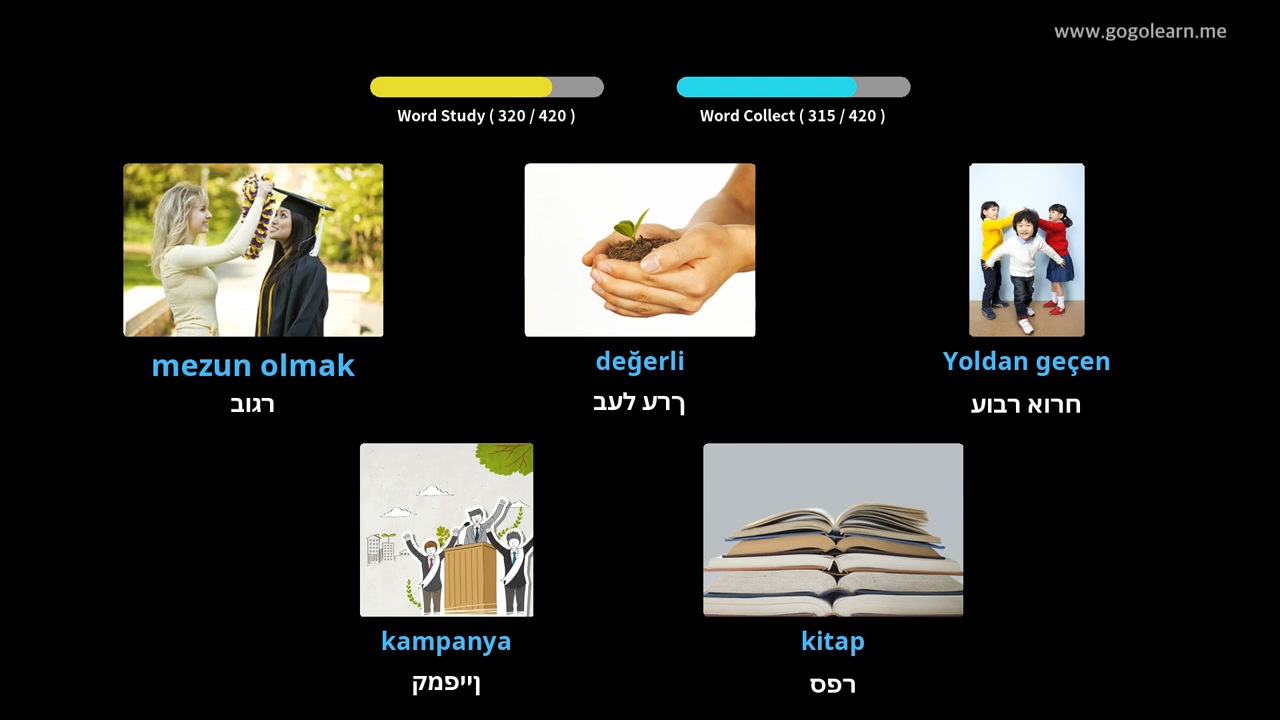 www.gogolearn.me
Word Study ( 320 / 420 )
Word Collect ( 315 / 420 )
mezun olmak
רגוב
değerli
ךרע לעב
Yoldan geçen
חרוא רבוע
kampanya
ןייפמק
kitap
רפס